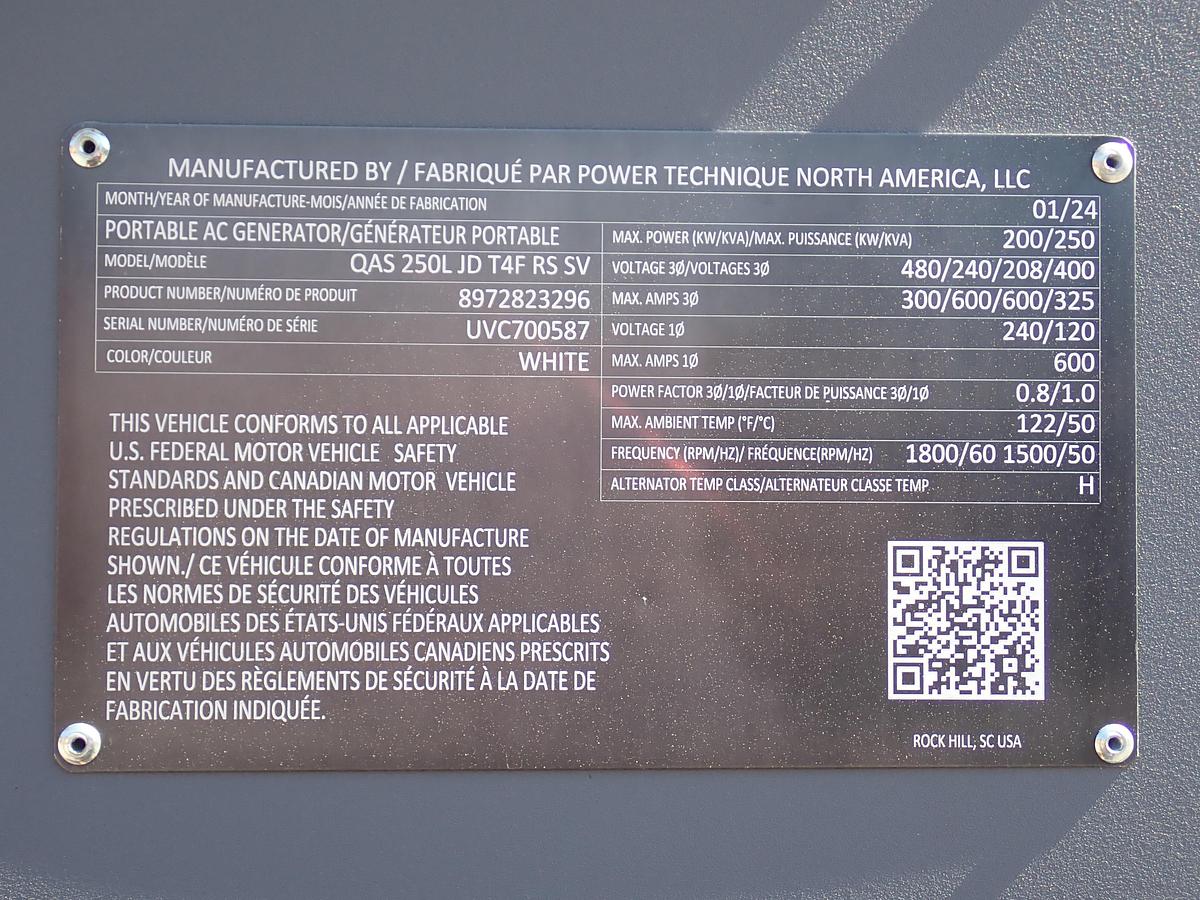 MANUFACTURED BY / FABRIQUÉ PAR POWER TECHNIQUE NORTH AMERICA, LLC
MONTH/YEAR OF MANUFACTURE-MOIS/ANNÉE DE FABRICATION 01/24
PORTABLE AC GENERATOR/GÉNÉRATEUR PORTABLE
MODEL/MODÈLE QAS 250L JD T4F RS SV
PRODUCT NUMBER/NUMÉRO DE PRODUIT 8972823296
SERIAL NUMBER/NUMÉRO DE SÉRIE UVC700587
COLOR/COULEUR WHITE
MAX. POWER (KW/KVA)/MAX. PUISSANCE (KW/KVA) 200/250
VOLTAGE 3Ø/VOLTAGES 3Ø 480/240/208/400
MAX. AMPS 3Ø 300/600/600/325
VOLTAGE 1Ø 240/120
MAX. AMPS 1Ø 600
POWER FACTOR 3Ø/1Ø/FACTEUR DE PUISSANCE 3Ø/1Ø 0.8/1.0
MAX. AMBIENT TEMP (°F/°C) 122/50
FREQUENCY (RPM/HZ)/ FRÉQUENCE(RPM/HZ) 1800/60 1500/50
ALTERNATOR TEMP CLASS/ALTERNATEUR CLASSE TEMP H
THIS VEHICLE CONFORMS TO ALL APPLICABLE
U.S. FEDERAL MOTOR VEHICLE SAFETY
STANDARDS AND CANADIAN MOTOR VEHICLE
PRESCRIBED UNDER THE SAFETY
REGULATIONS ON THE DATE OF MANUFACTURE
SHOWN./ CE VÉHICULE CONFORME À TOUTES
LES NORMES DE SÉCURITÉ DES VÉHICULES
AUTOMOBILES DES ÉTATS-UNIS FÉDÉRAUX APPLICABLES
ET AUX VÉHICULES AUTOMOBILES CANADIENS PRESCRITS
EN VERTU DES RÈGLEMENTS DE SÉCURITÉ À LA DATE DE
FABRICATION INDIQUÉE.
ROCK HILL, SC USA